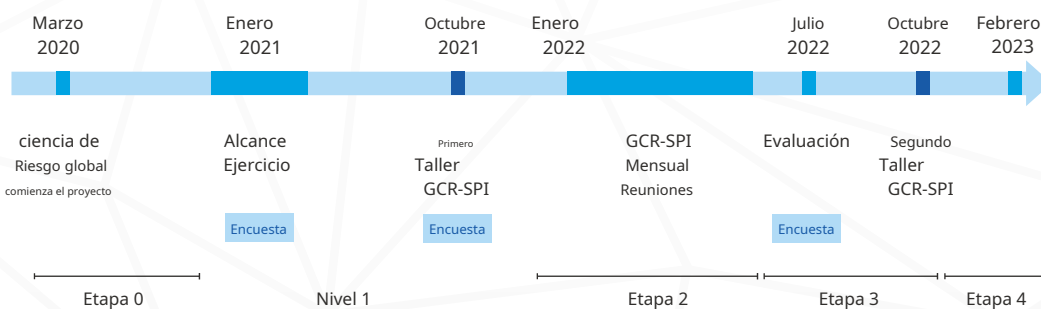 Marzo
2020
Enero
2021
Octubre
2021
Enero
2022
Julio
2022
Octubre
2022
Febrero
2023
ciencia de
Riesgo global
comienza el proyecto
Alcance
Ejercicio
Encuesta
Primero
Taller
GCR-SPI
Encuesta
GCR-SPI
Mensual
Reuniones
Evaluación
Encuesta
Segundo
Taller
GCR-SPI
Etapa 0
Nivel 1
Etapa 2
Etapa 3
Etapa 4